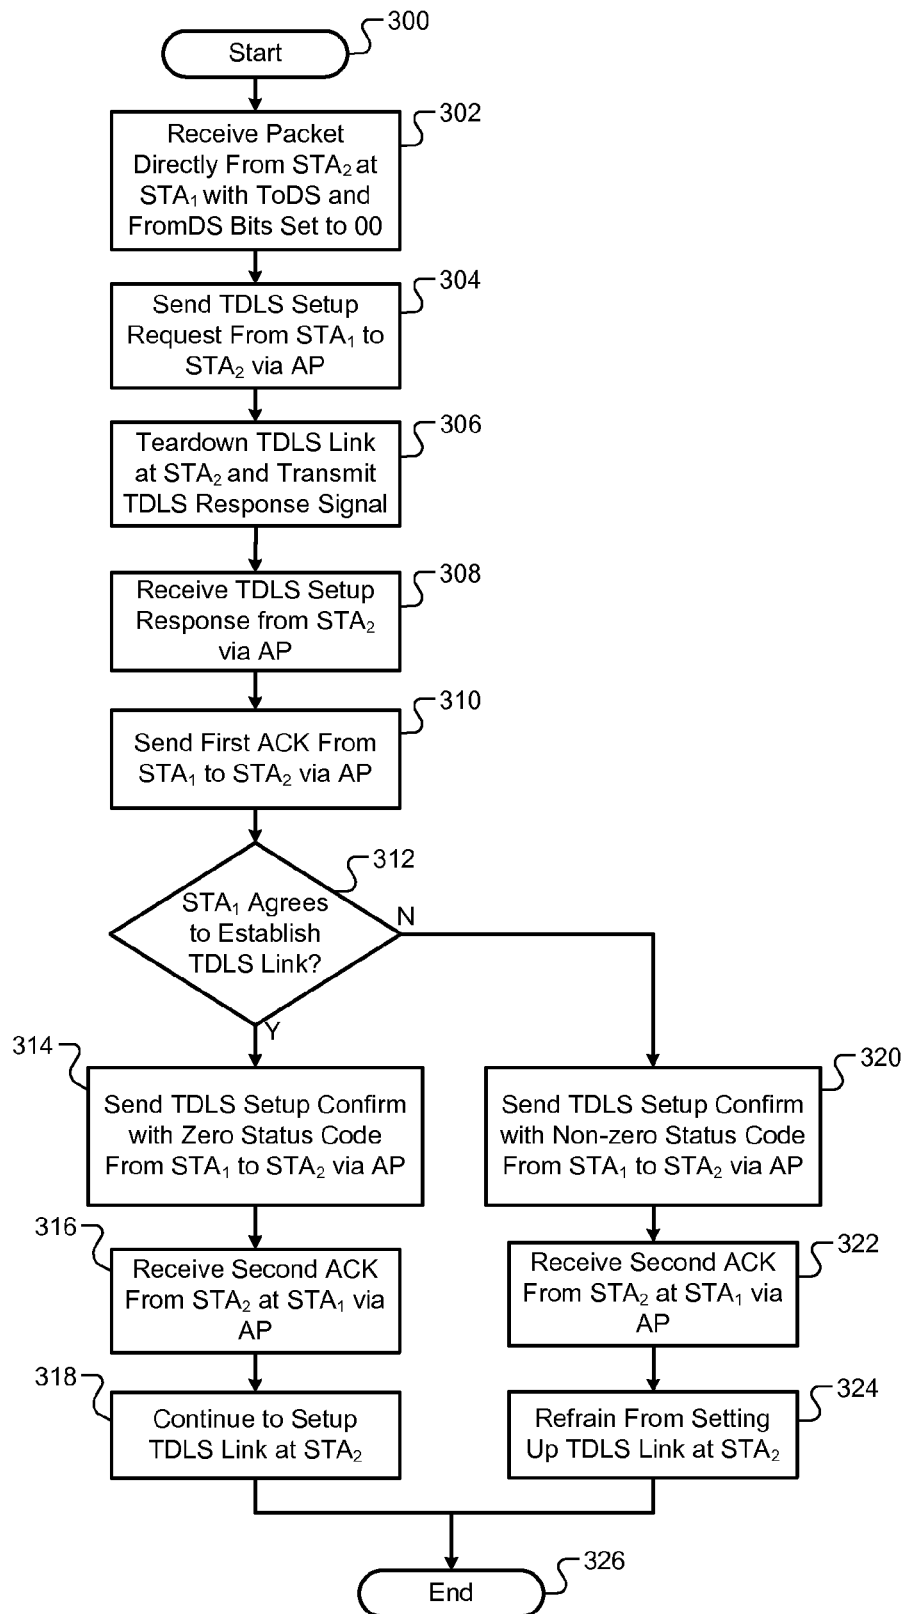 300
Start
302
Receive Packet
Directly From STA₂ at
STA₁ with ToDS and
FromDS Bits Set to 00
304
Send TDLS Setup
Request From STA₁ to
STA₂ via AP
306
Teardown TDLS Link
at STA₂ and Transmit
TDLS Response Signal
308
Receive TDLS Setup
Response from STA₂
via AP
310
Send First ACK From
STA₁ to STA₂ via AP
312
STA₁ Agrees
to Establish
TDLS Link?
N
Y
314
Send TDLS Setup Confirm
with Zero Status Code
From STA₁ to STA₂ via AP
320
Send TDLS Setup Confirm
with Non-zero Status Code
From STA₁ to STA₂ via AP
316
Receive Second ACK
From STA₂ at STA₁ via
AP
322
Receive Second ACK
From STA₂ at STA₁ via
AP
318
Continue to Setup
TDLS Link at STA₂
324
Refrain From Setting
Up TDLS Link at STA₂
326
End